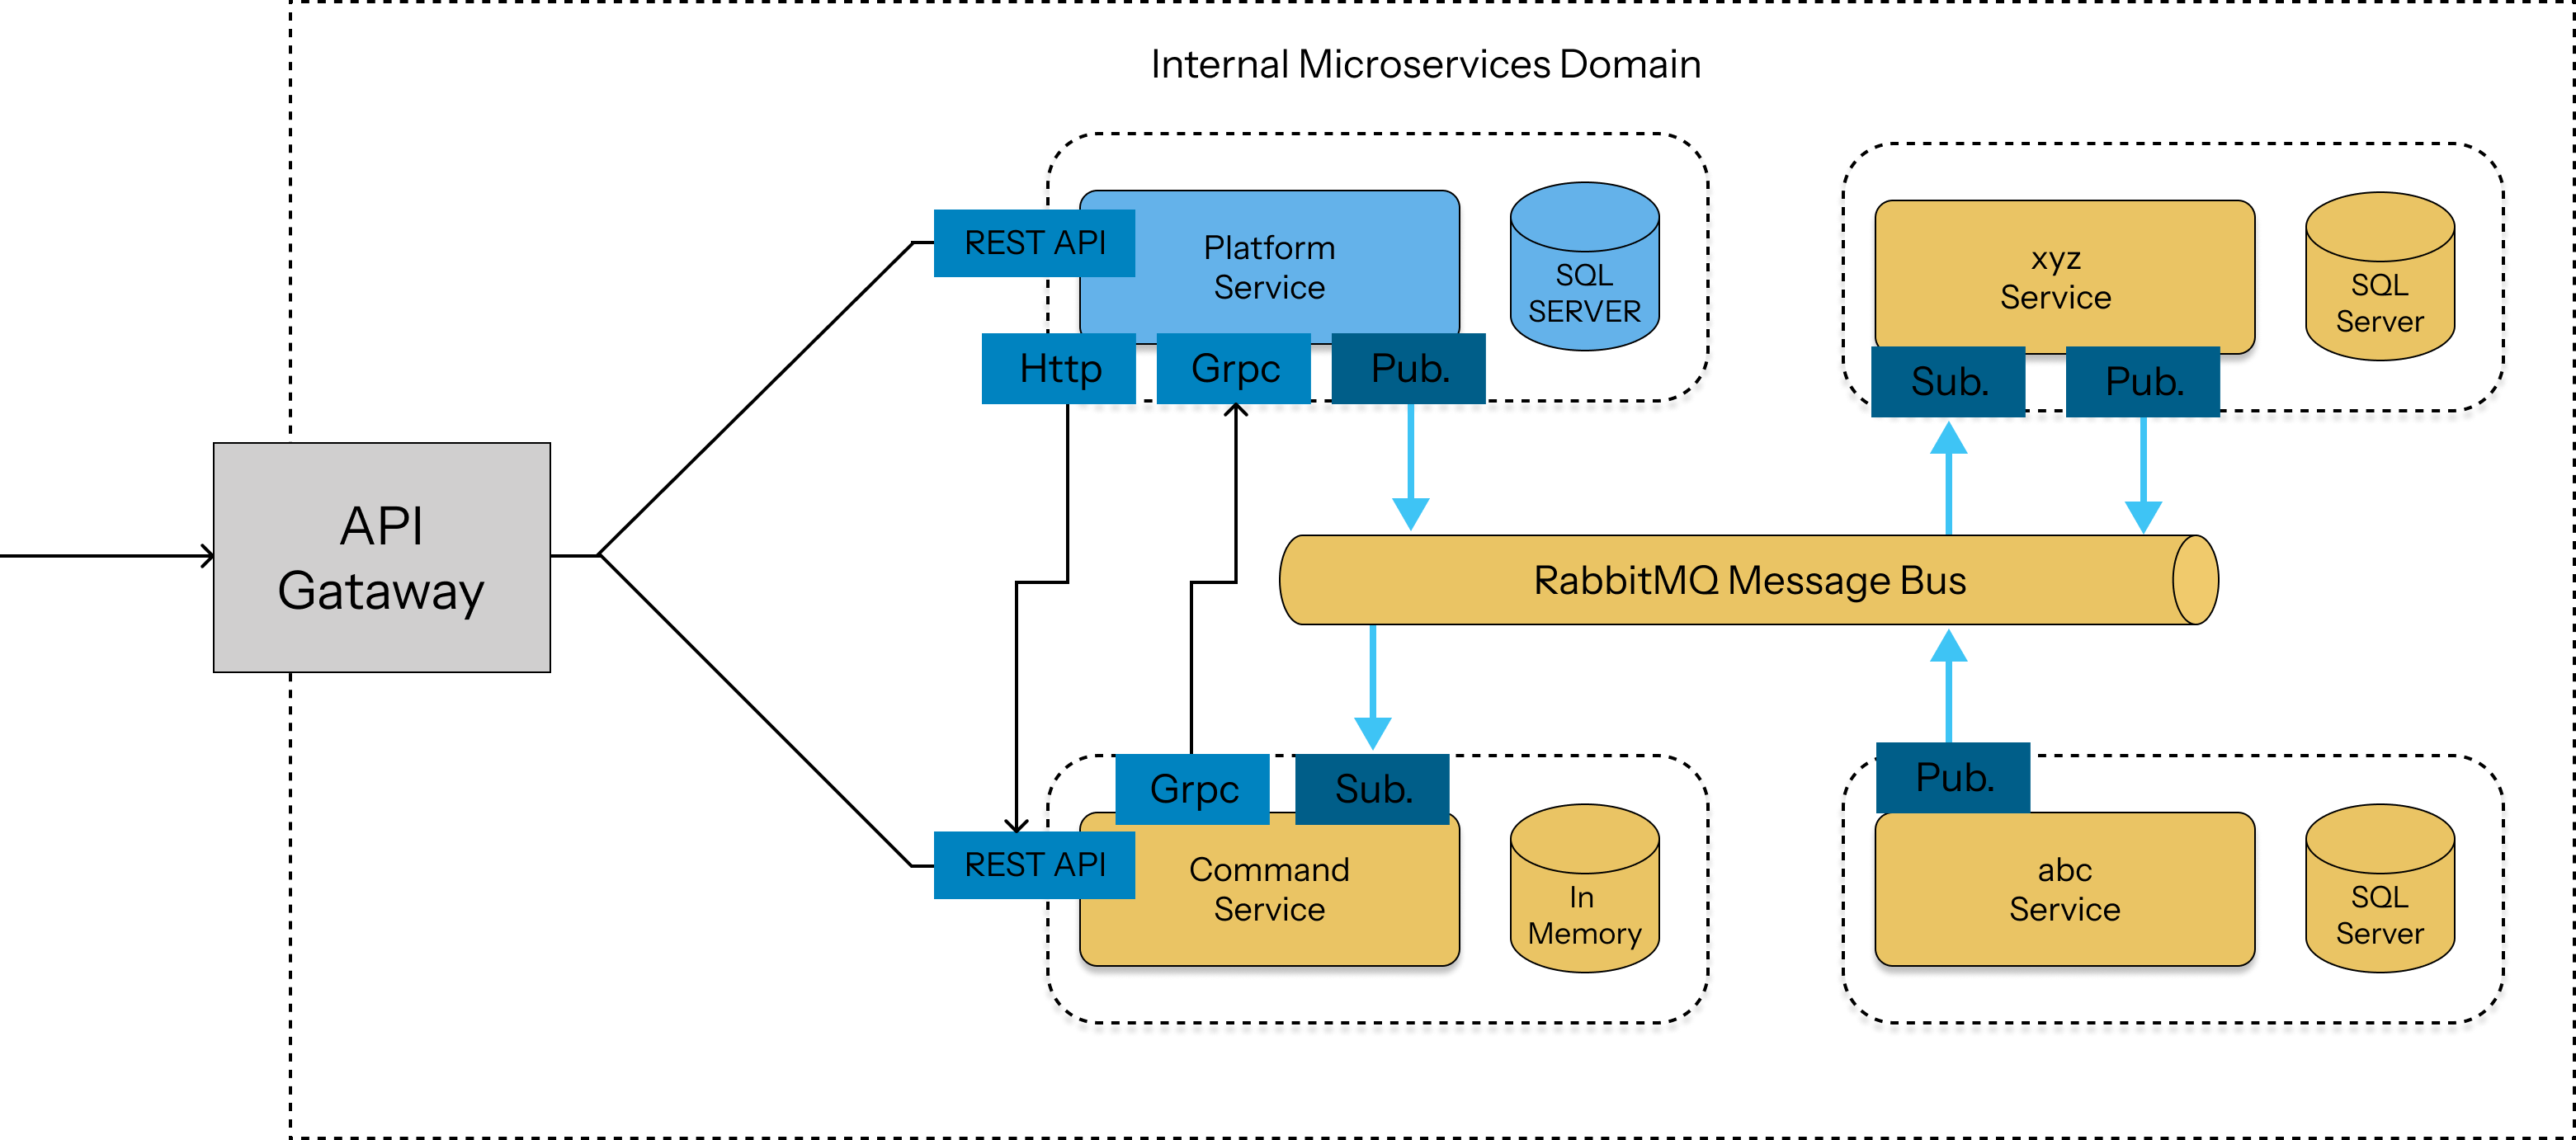 Internal Microservices Domain
REST API
Platform
Service
SQL
SERVER
Http
Grpc
Pub.
xyz
Service
SQL
Server
Sub.
Pub.
API
Gataway
RabbitMQ Message Bus
Grpc
Sub.
REST API
Command
Service
In
Memory
Pub.
abc
Service
SQL
Server